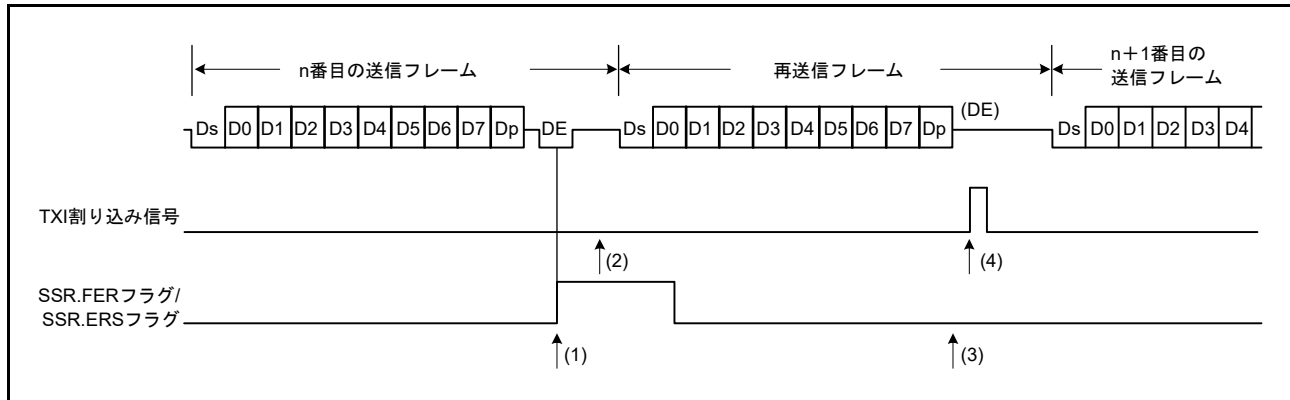 n番目の送信フレーム
再送信フレーム
n＋1番目の
送信フレーム
Ds D0 D1 D2 D3 D4 D5 D6 D7 Dp DE Ds D0 D1 D2 D3 D4 D5 D6 D7 Dp (DE) Ds D0 D1 D2 D3 D4
TXI割り込み信号
(2) (4)
SSR.FERフラグ/
SSR.ERSフラグ
(1) (3)